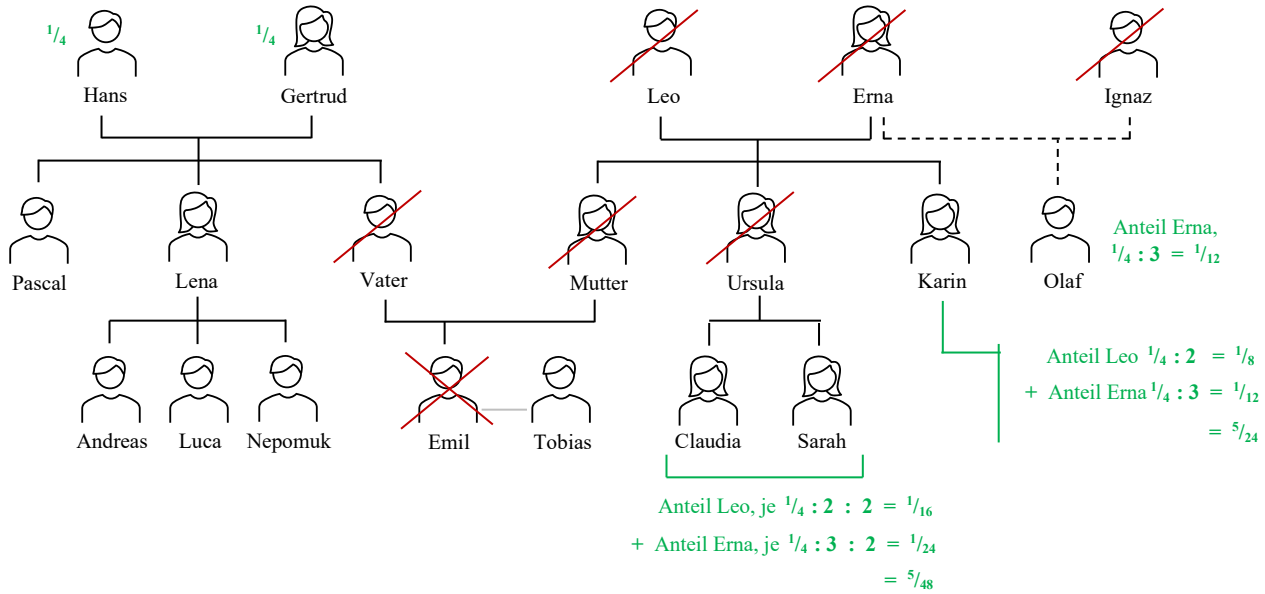 1/4
1/4
Hans
Gertrud
Leo
Erna
Ignaz
Pascal
Lena
Vater
Mutter
Ursula
Karin
Olaf
Anteil Erna,
1/4 : 3 = 1/12
Andreas
Luca
Nepomuk
Emil
Tobias
Claudia
Sarah
Anteil Leo 1/4 : 2 = 1/8
+ Anteil Erna 1/4 : 3 = 1/12
= 5/24
Anteil Leo, je 1/4 : 2 : 2 = 1/16
+ Anteil Erna, je 1/4 : 3 : 2 = 1/24
= 5/48